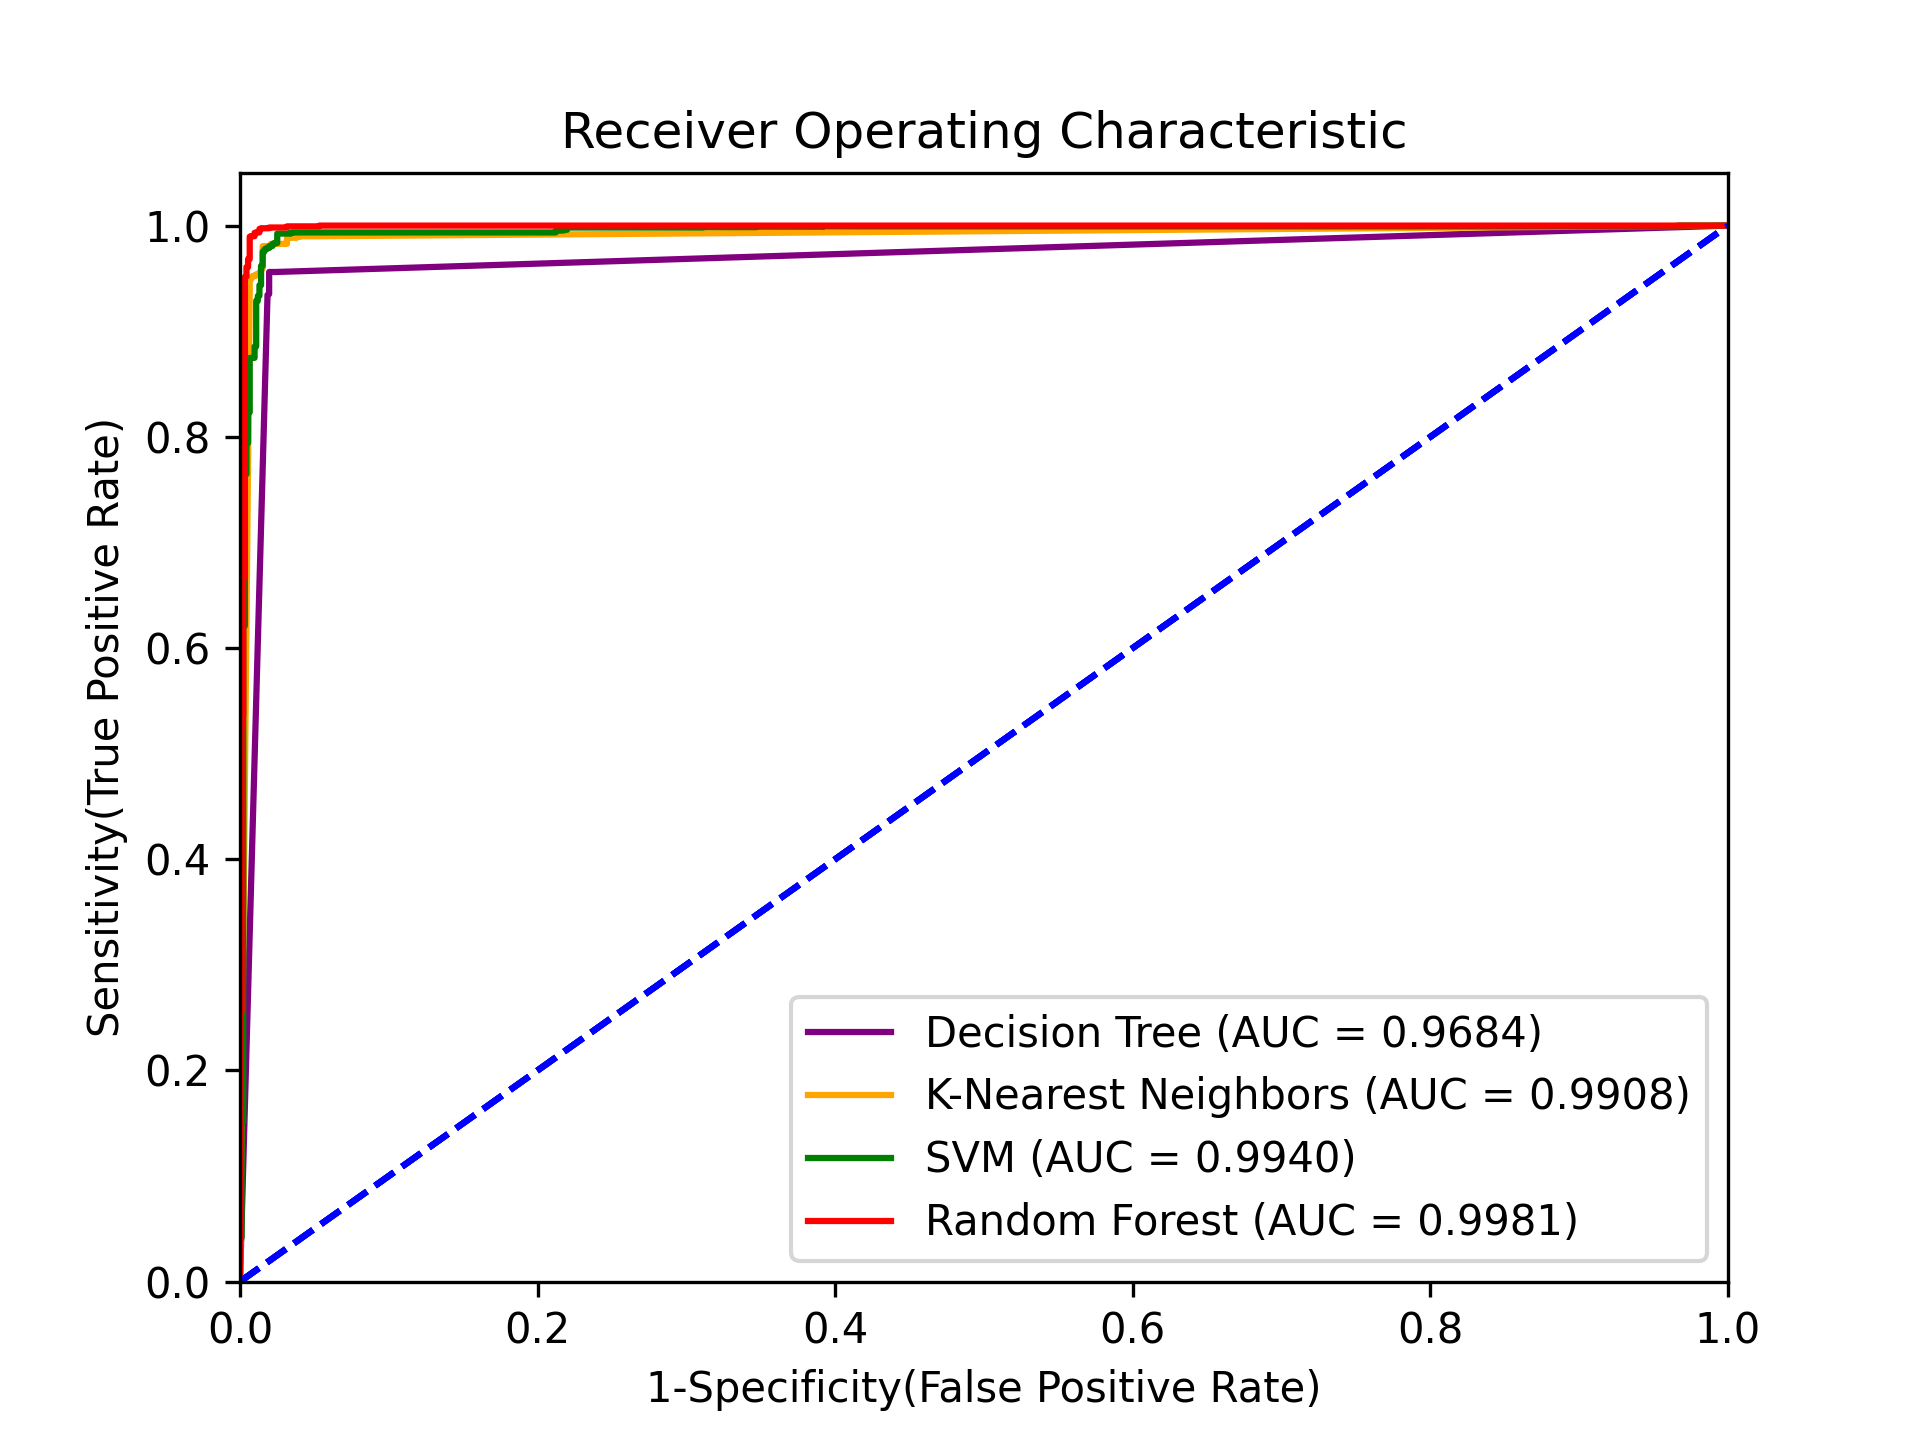 Receiver Operating Characteristic
Sensitivity(True Positive Rate)
1.0
0.8
0.6
0.4
0.2
0.0
Decision Tree (AUC = 0.9684)
K-Nearest Neighbors (AUC = 0.9908)
SVM (AUC = 0.9940)
Random Forest (AUC = 0.9981)
0.0 0.2 0.4 0.6 0.8 1.0
1-Specificity(False Positive Rate)